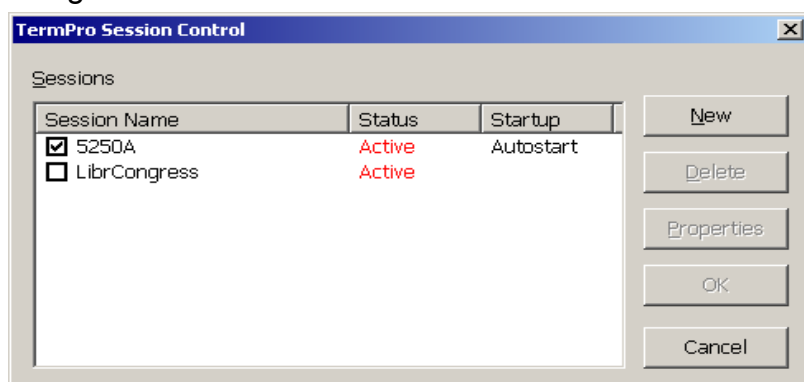 TermPro Session Control
Sessions
Session Name Status Startup
5250A Active Autostart
LibrCongress Active
New
Delete
Properties
OK
Cancel